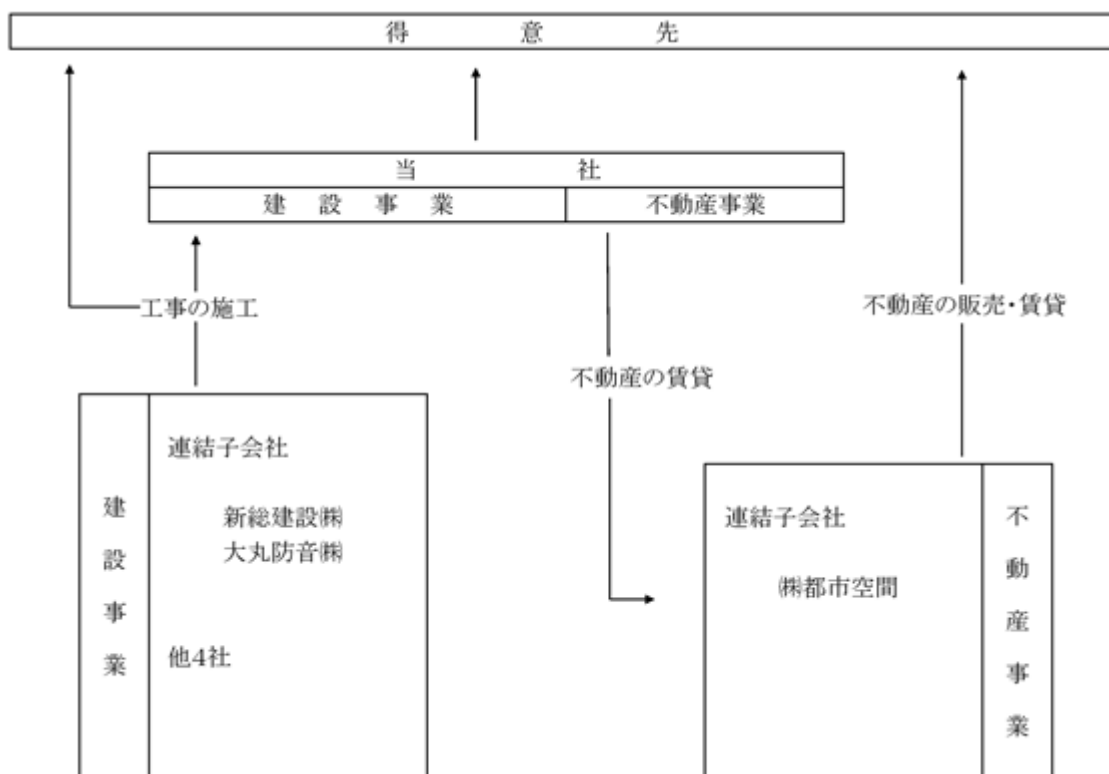 得意先
当社
建設事業 不動産事業
工事の施工
不動産の販売・賃貸
不動産の賃貸
建設事業
連結子会社
新総建設㈱
大丸防音㈱
他4社
連結子会社
㈱都市空間
不動産事業